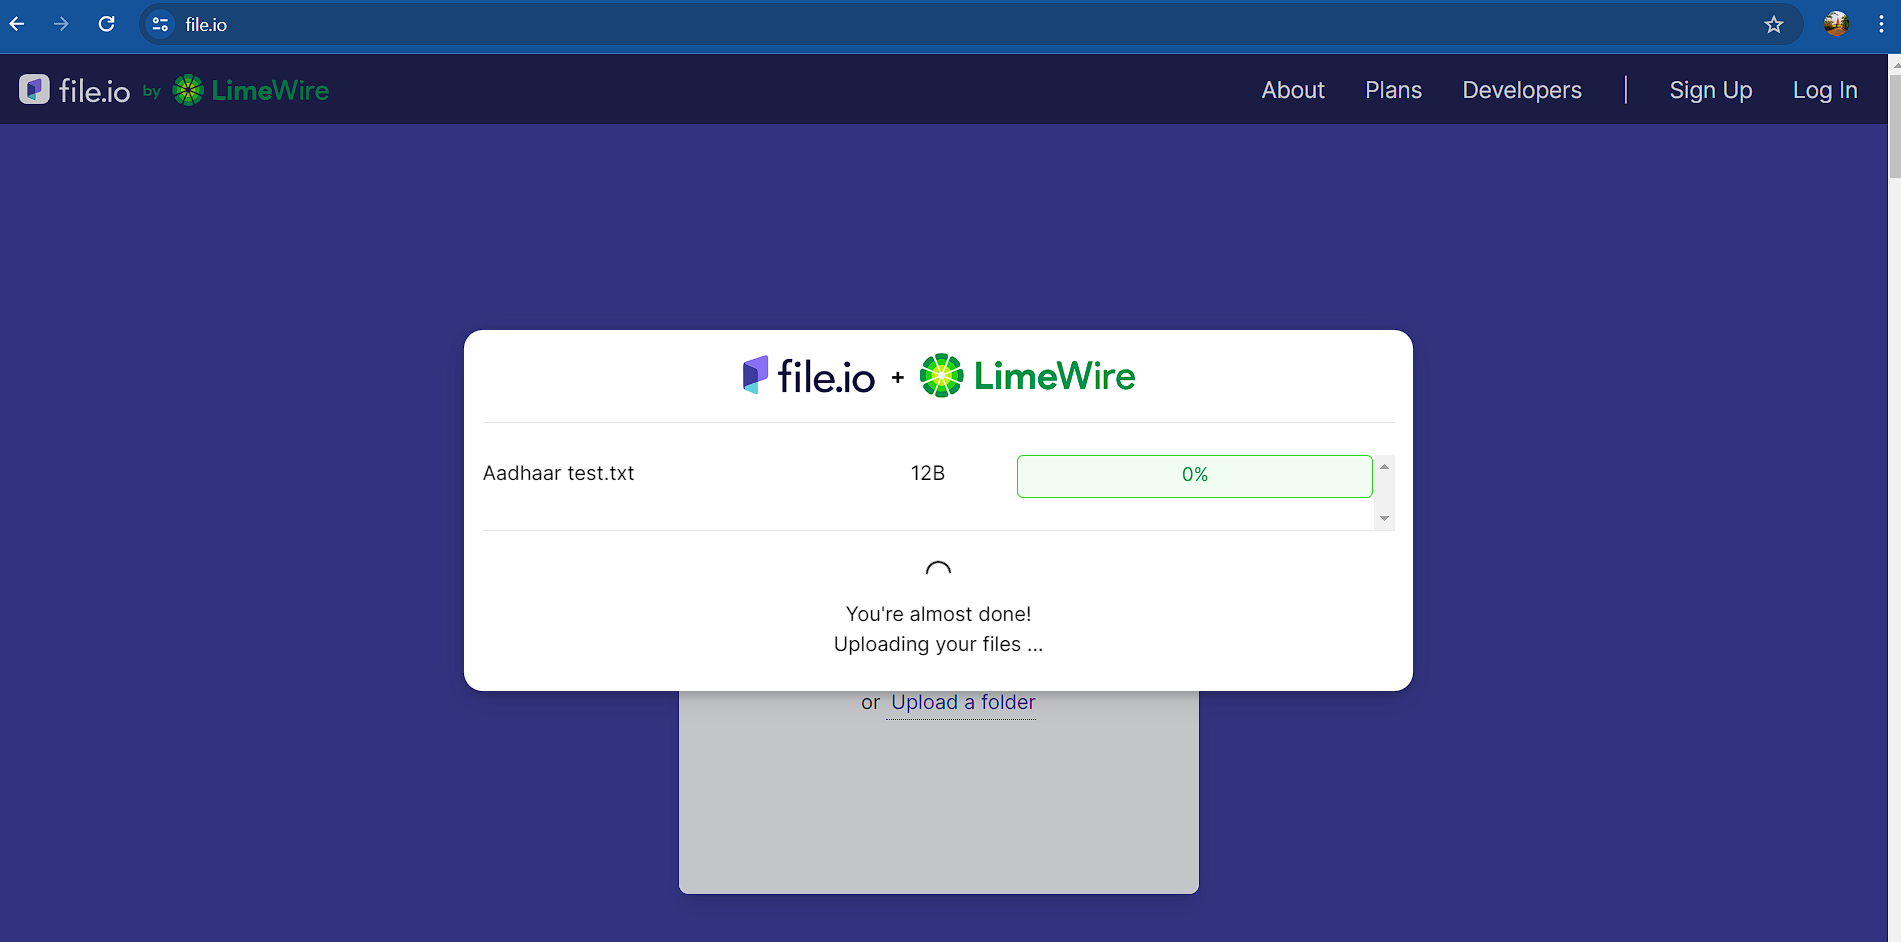 file.io
file.io by LimeWire
About Plans Developers | Sign Up Log In
file.io + LimeWire
Aadhaar test.txt 12B 0%
You're almost done!
Uploading your files ...
or Upload a folder